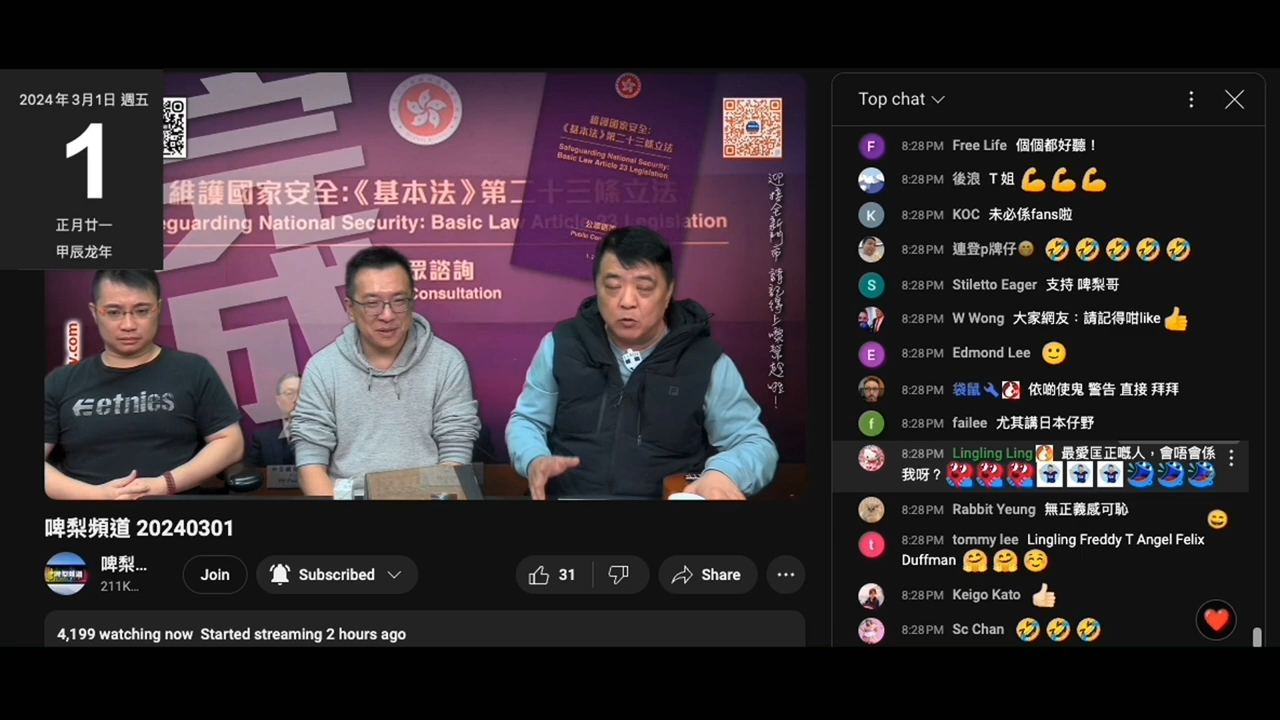 2024年3月1日 週五
1
正月廿一
甲辰龙年
完成
維護國家安全:《基本法》第二十三條立法
eguarding National Security: Basic Law Article 23 Legislation
眾諮詢
Consultation
維護國家安全:
《基本法》第二十三條立法
Safeguarding National Security:
Basic Law Article 23 Legislation
公眾諮詢
etnies
啤梨頻道 20240301
啤梨...
211K...
Join
Subscribed
31
Share
4,199 watching now Started streaming 2 hours ago
Top chat
8:28PM Free Life 個個都好聽!
8:28PM 後浪 T姐 💪💪💪
8:28PM KOC 未必係fans啦
8:28PM 連登p牌仔🌚 🤣🤣🤣🤣🤣
8:28PM Stiletto Eager 支持 啤梨哥
8:28PM W Wong 大家網友:請記得咁like👍
8:28PM Edmond Lee 🙂
8:28PM 袋鼠 依啲使鬼 警告 直接 拜拜
8:28PM failee 尤其講日本仔野
8:28PM Lingling Ling 最愛匡正嘅人,會唔會係
我呀?
8:28PM Rabbit Yeung 無正義感可恥
8:28PM tommy lee Lingling Freddy T Angel Felix
Duffman 🤗🤗☺️
8:28PM Keigo Kato 👍🏻
8:28PM Sc Chan 🤣🤣🤣